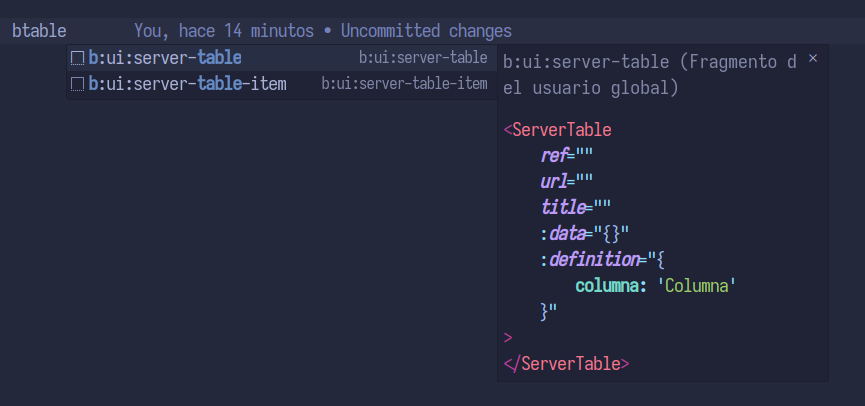 btable You, hace 14 minutos • Uncommitted changes
b:ui:server-table b:ui:server-table
b:ui:server-table-item b:ui:server-table-item
b:ui:server-table (Fragmento d ×
el usuario global)
<ServerTable
    ref=""
    url=""
    title=""
    :data="{}"
    :definition="{
        columna: 'Columna'
    }"
>
</ServerTable>